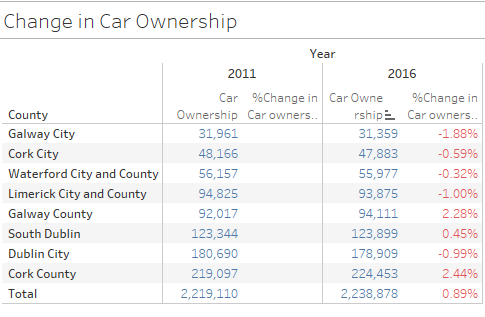 Change in Car Ownership
Year
2011 2016
Car %Change in Car Owne %Change in
County Ownership Car owners.. rship Car owners..
Galway City 31,961 31,359 -1.88%
Cork City 48,166 47,883 -0.59%
Waterford City and County 56,157 55,977 -0.32%
Limerick City and County 94,825 93,875 -1.00%
Galway County 92,017 94,111 2.28%
South Dublin 123,344 123,899 0.45%
Dublin City 180,690 178,909 -0.99%
Cork County 219,097 224,453 2.44%
Total 2,219,110 2,238,878 0.89%